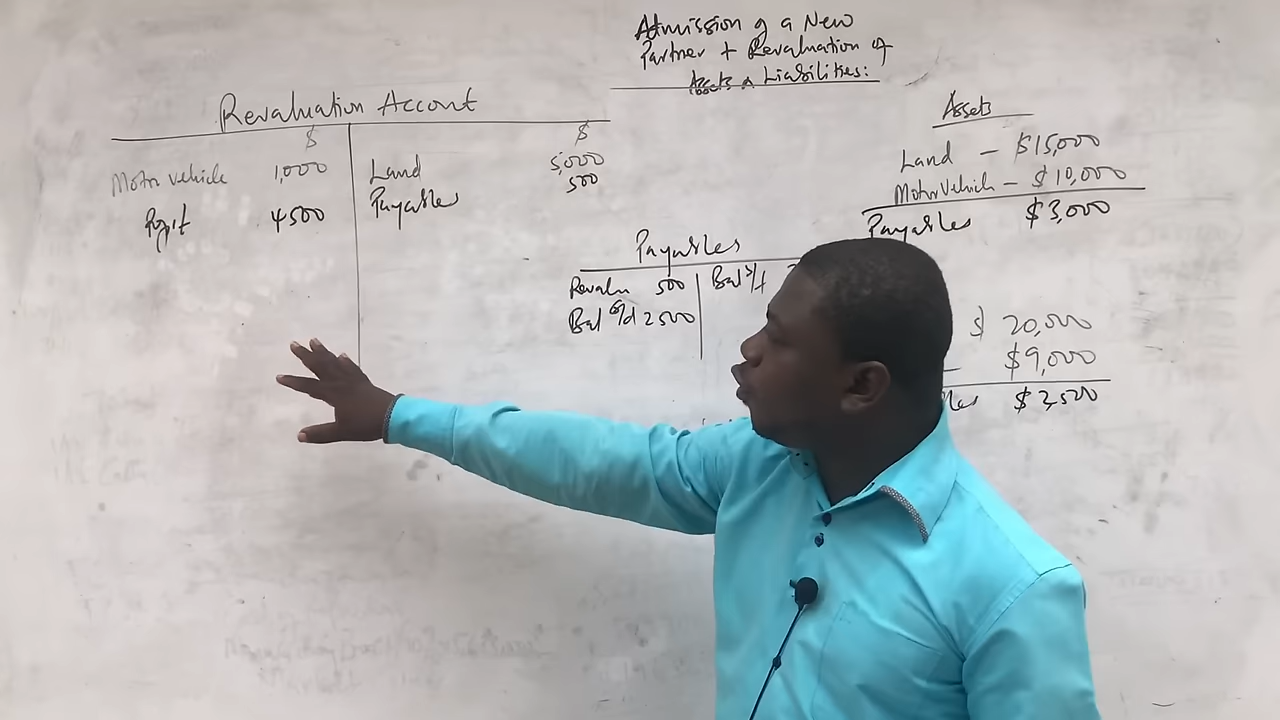 Admission of a New
Partner + Revaluation of
Assets & Liabilities:
Revaluation Account
$ $
Motor vehicle 1,000 Land 5,000
Profit 4500 Payables 500
Assets
Land - $15,000
Motor Vehicle - $10,000
Payables $3,000
Payables
Revalu 500 Bal b/f
Bal c/d 2500
$ 20,000
$9,000
les $2,500